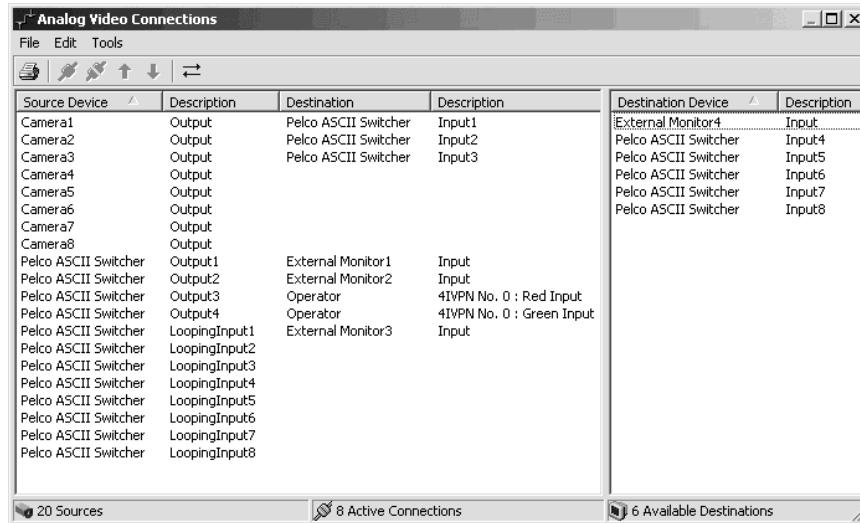 Analog Video Connections
File Edit Tools
Source Device Description Destination Description
Camera1 Output Pelco ASCII Switcher Input1
Camera2 Output Pelco ASCII Switcher Input2
Camera3 Output Pelco ASCII Switcher Input3
Camera4 Output
Camera5 Output
Camera6 Output
Camera7 Output
Camera8 Output
Pelco ASCII Switcher Output1 External Monitor1 Input
Pelco ASCII Switcher Output2 External Monitor2 Input
Pelco ASCII Switcher Output3 Operator 4IVPN No. 0 : Red Input
Pelco ASCII Switcher Output4 Operator 4IVPN No. 0 : Green Input
Pelco ASCII Switcher LoopingInput1 External Monitor3 Input
Pelco ASCII Switcher LoopingInput2
Pelco ASCII Switcher LoopingInput3
Pelco ASCII Switcher LoopingInput4
Pelco ASCII Switcher LoopingInput5
Pelco ASCII Switcher LoopingInput6
Pelco ASCII Switcher LoopingInput7
Pelco ASCII Switcher LoopingInput8
Destination Device Description
External Monitor4 Input
Pelco ASCII Switcher Input4
Pelco ASCII Switcher Input5
Pelco ASCII Switcher Input6
Pelco ASCII Switcher Input7
Pelco ASCII Switcher Input8
20 Sources 8 Active Connections 6 Available Destinations